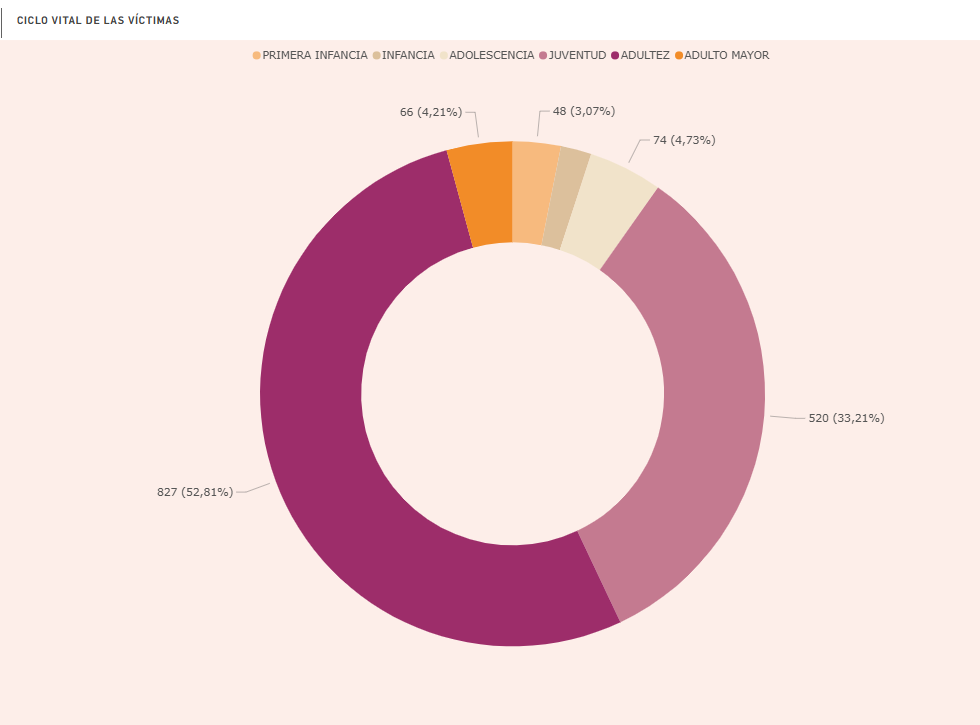 CICLO VITAL DE LAS VÍCTIMAS
PRIMERA INFANCIA INFANCIA ADOLESCENCIA JUVENTUD ADULTEZ ADULTO MAYOR
66 (4,21%)
48 (3,07%)
74 (4,73%)
520 (33,21%)
827 (52,81%)